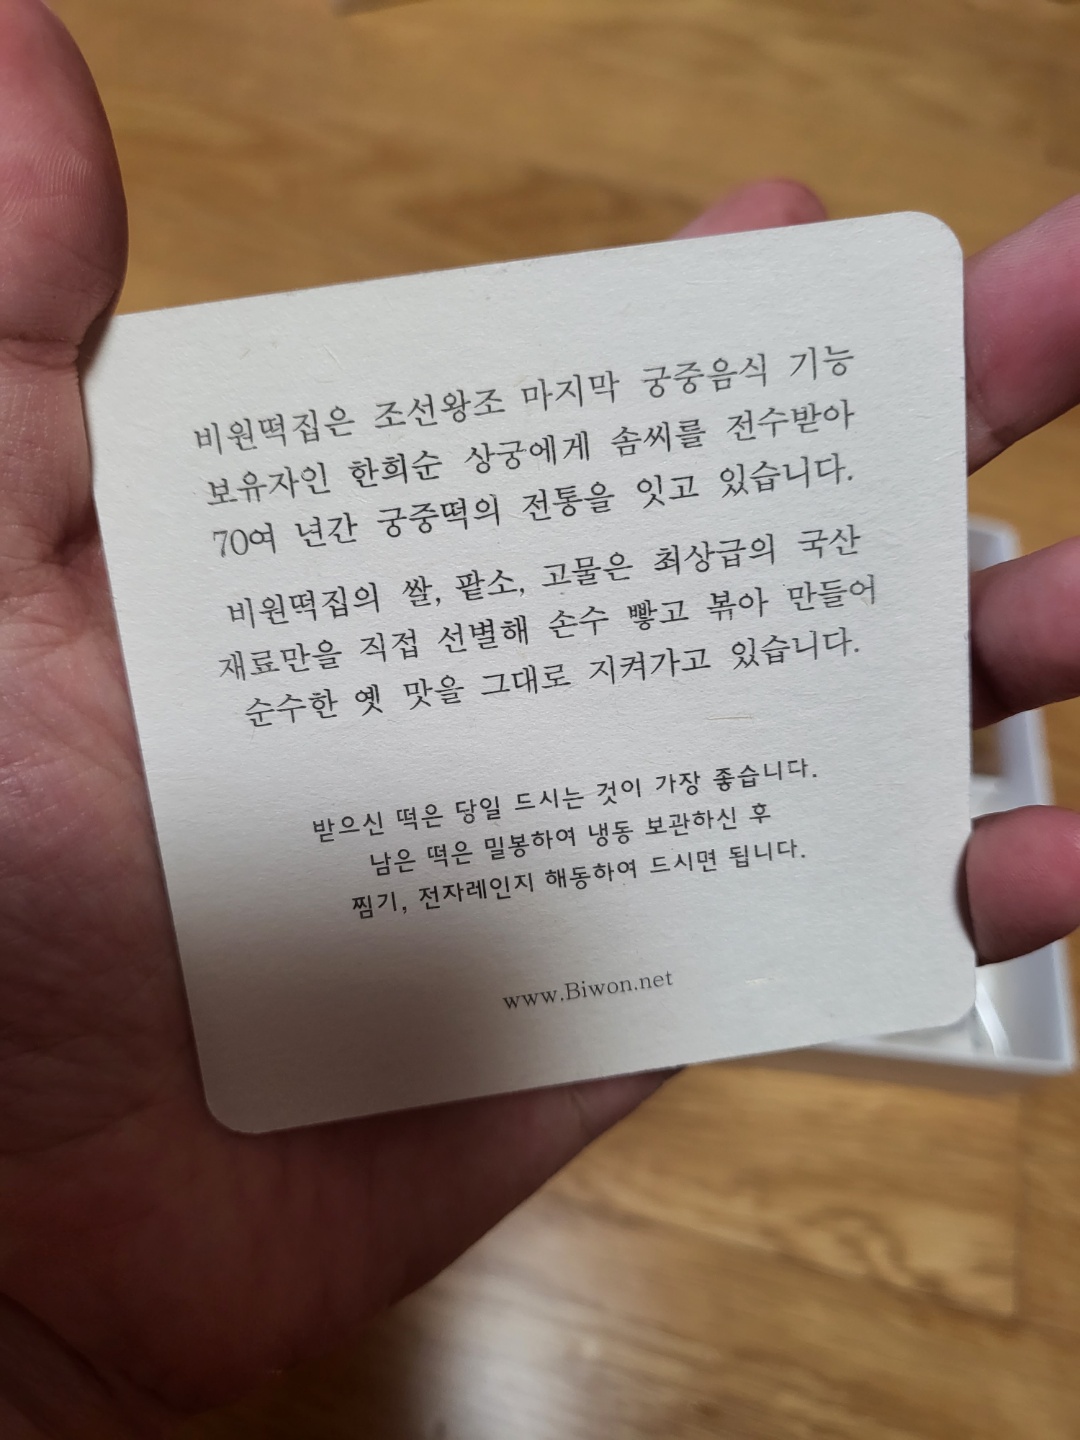 비원떡집은 조선왕조 마지막 궁중음식 기능
보유자인 한희순 상궁에게 솜씨를 전수받아
70여 년간 궁중떡의 전통을 잇고 있습니다.
비원떡집의 쌀, 팥소, 고물은 최상급의 국산
재료만을 직접 선별해 손수 빻고 볶아 만들어
순수한 옛 맛을 그대로 지켜가고 있습니다.
받으신 떡은 당일 드시는 것이 가장 좋습니다.
남은 떡은 밀봉하여 냉동 보관하신 후
찜기, 전자레인지 해동하여 드시면 됩니다.
www.Biwon.net